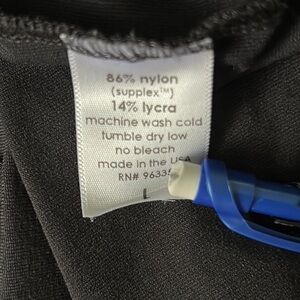 86% nylon
(supplex™)
14% lycra
machine wash cold
tumble dry low
no bleach
made in the USA
RN# 9633
L